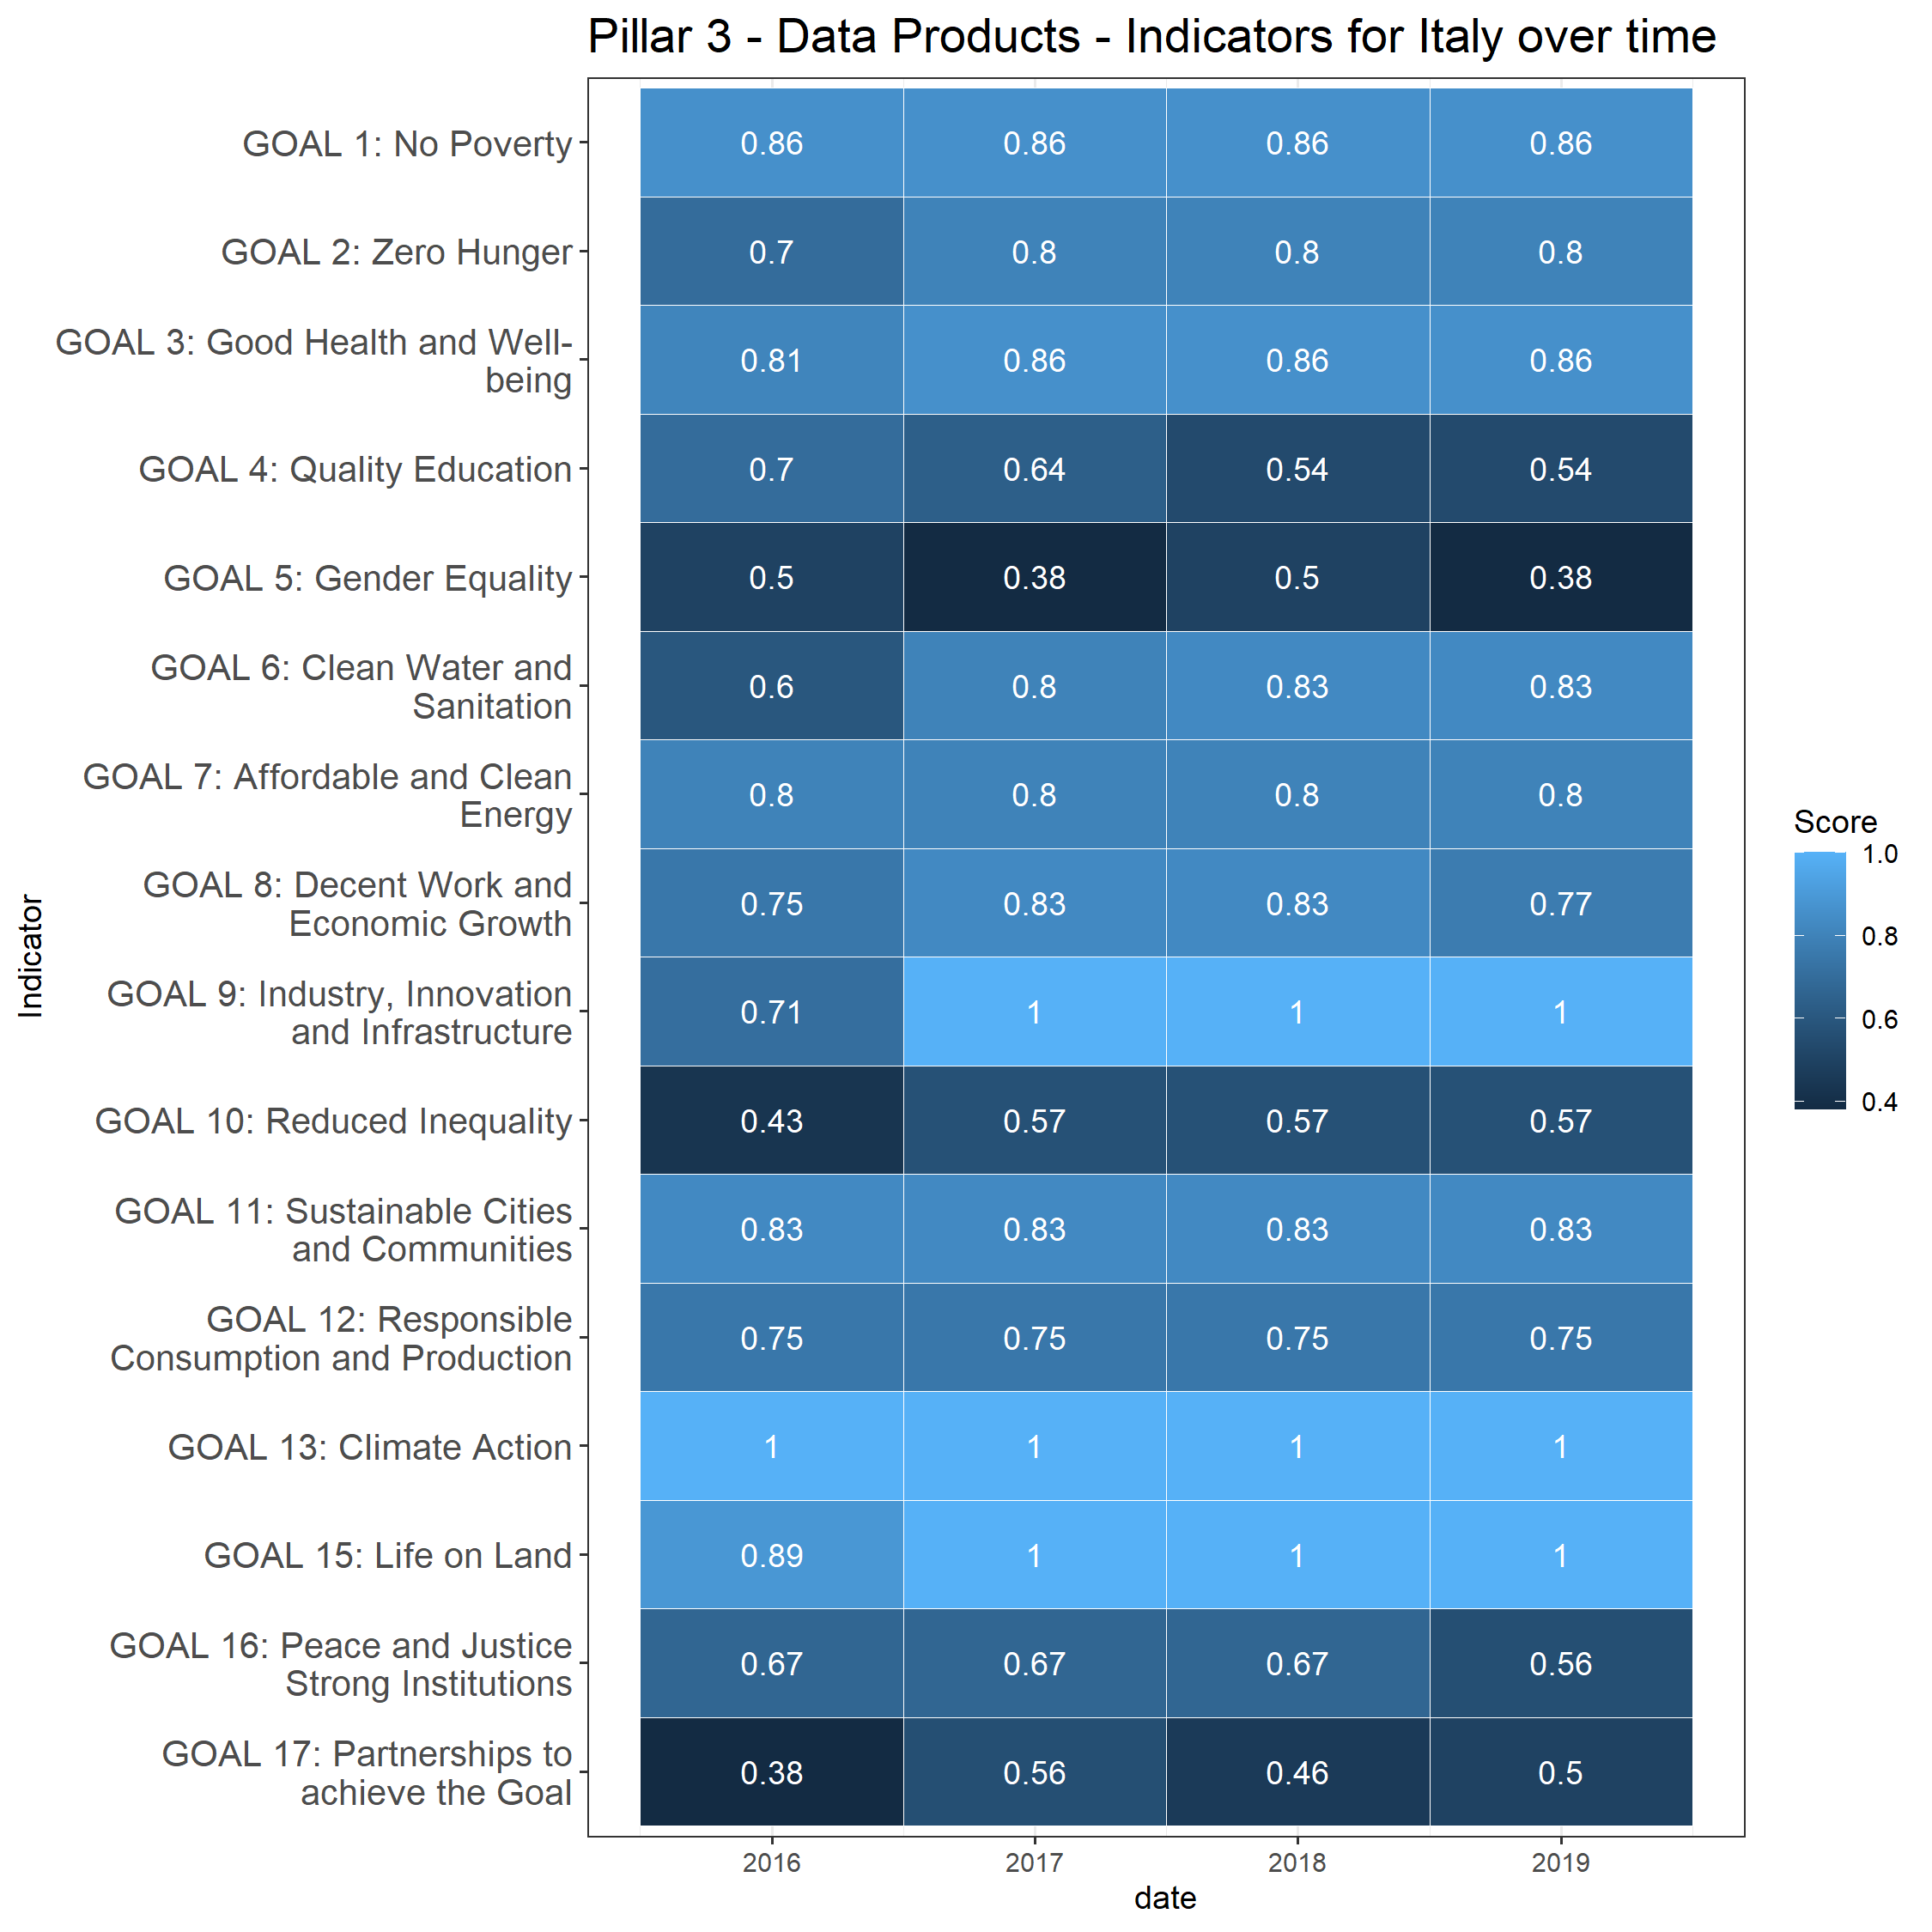 Pillar 3 - Data Products - Indicators for Italy over time
GOAL 1: No Poverty
0.86 0.86 0.86 0.86
GOAL 2: Zero Hunger
0.7 0.8 0.8 0.8
GOAL 3: Good Health and Well-
being
0.81 0.86 0.86 0.86
GOAL 4: Quality Education
0.7 0.64 0.54 0.54
GOAL 5: Gender Equality
0.5 0.38 0.5 0.38
GOAL 6: Clean Water and
Sanitation
0.6 0.8 0.83 0.83
GOAL 7: Affordable and Clean
Energy
0.8 0.8 0.8 0.8
GOAL 8: Decent Work and
Economic Growth
0.75 0.83 0.83 0.77
GOAL 9: Industry, Innovation
and Infrastructure
0.71 1 1 1
GOAL 10: Reduced Inequality
0.43 0.57 0.57 0.57
GOAL 11: Sustainable Cities
and Communities
0.83 0.83 0.83 0.83
GOAL 12: Responsible
Consumption and Production
0.75 0.75 0.75 0.75
GOAL 13: Climate Action
1 1 1 1
GOAL 15: Life on Land
0.89 1 1 1
GOAL 16: Peace and Justice
Strong Institutions
0.67 0.67 0.67 0.56
GOAL 17: Partnerships to
achieve the Goal
0.38 0.56 0.46 0.5
2016 2017 2018 2019
date
Indicator
Score
1.0
0.8
0.6
0.4